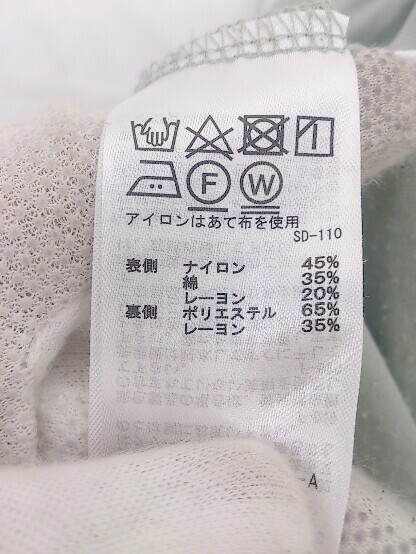 F W
アイロンはあて布を使用
SD-110
表側 ナイロン 45%
綿 35%
レーヨン 20%
裏側 ポリエステル 65%
レーヨン 35%
-A